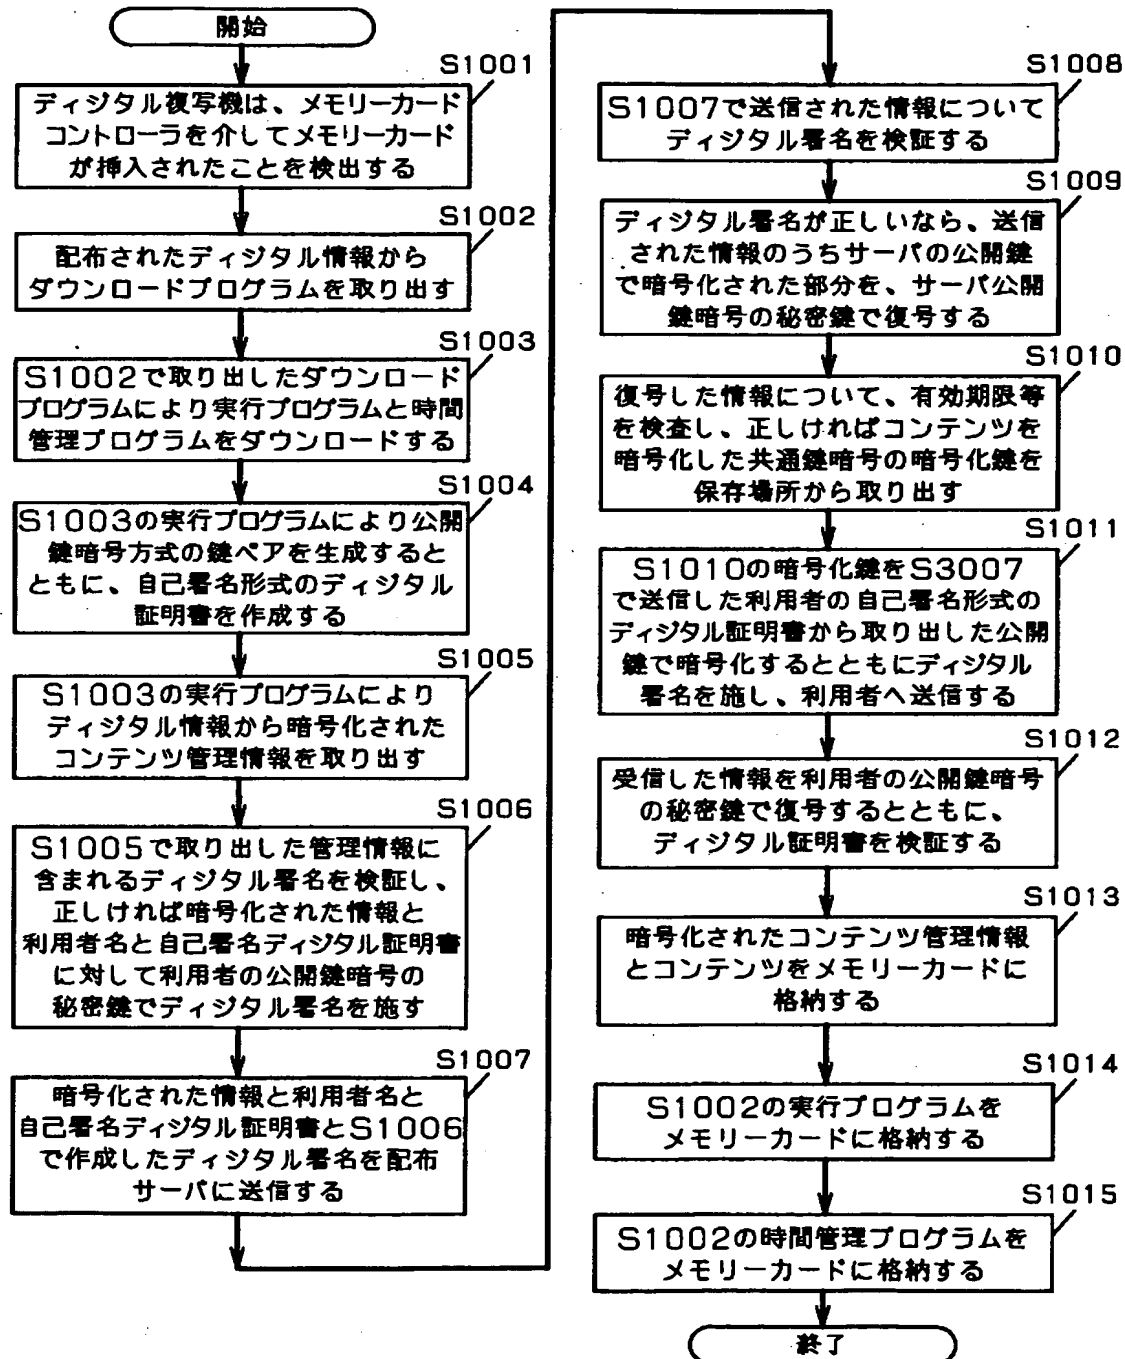 開始
S1001
ディジタル複写機は、メモリーカード
コントローラを介してメモリーカード
が挿入されたことを検出する
S1002
配布されたディジタル情報から
ダウンロードプログラムを取り出す
S1003
S1002で取り出したダウンロード
プログラムにより実行プログラムと時間
管理プログラムをダウンロードする
S1004
S1003の実行プログラムにより公開
鍵暗号方式の鍵ペアを生成すると
ともに、自己署名形式のディジタル
証明書を作成する
S1005
S1003の実行プログラムにより
ディジタル情報から暗号化された
コンテンツ管理情報を取り出す
S1006
S1005で取り出した管理情報に
含まれるディジタル署名を検証し、
正しければ暗号化された情報と
利用者名と自己署名ディジタル証明書
に対して利用者の公開鍵暗号の
秘密鍵でディジタル署名を施す
S1007
暗号化された情報と利用者名と
自己署名ディジタル証明書とS1006
で作成したディジタル署名を配布
サーバに送信する
S1008
S1007で送信された情報について
ディジタル署名を検証する
S1009
ディジタル署名が正しいなら、送信
された情報のうちサーバの公開鍵
で暗号化された部分を、サーバ公開
鍵暗号の秘密鍵で復号する
S1010
復号した情報について、有効期限等
を検査し、正しければコンテンツを
暗号化した共通鍵暗号の暗号化鍵を
保存場所から取り出す
S1011
S1010の暗号化鍵をS3007
で送信した利用者の自己署名形式の
ディジタル証明書から取り出した公開
鍵で暗号化するとともにディジタル
署名を施し、利用者へ送信する
S1012
受信した情報を利用者の公開鍵暗号
の秘密鍵で復号するとともに、
ディジタル証明書を検証する
S1013
暗号化されたコンテンツ管理情報
とコンテンツをメモリーカードに
格納する
S1014
S1002の実行プログラムを
メモリーカードに格納する
S1015
S1002の時間管理プログラムを
メモリーカードに格納する
終了